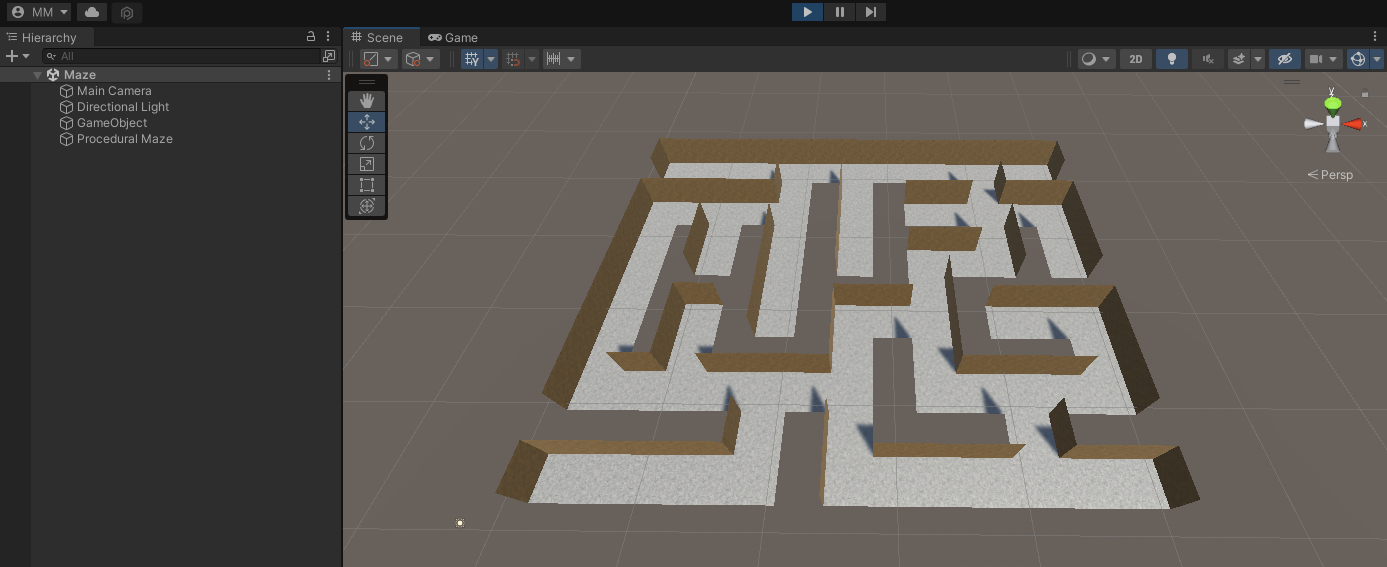 MM
Hierarchy
All
Maze
Main Camera
Directional Light
GameObject
Procedural Maze
Scene
Game
2D
y
x
Persp